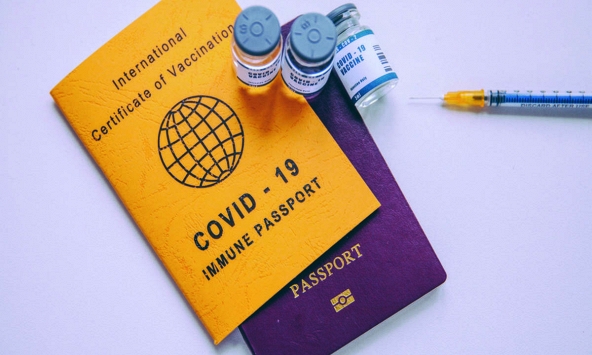 International
Certificate of Vaccination
COVID - 19
IMMUNE PASSPORT
PASSPORT
COVID - 19
VACCINE